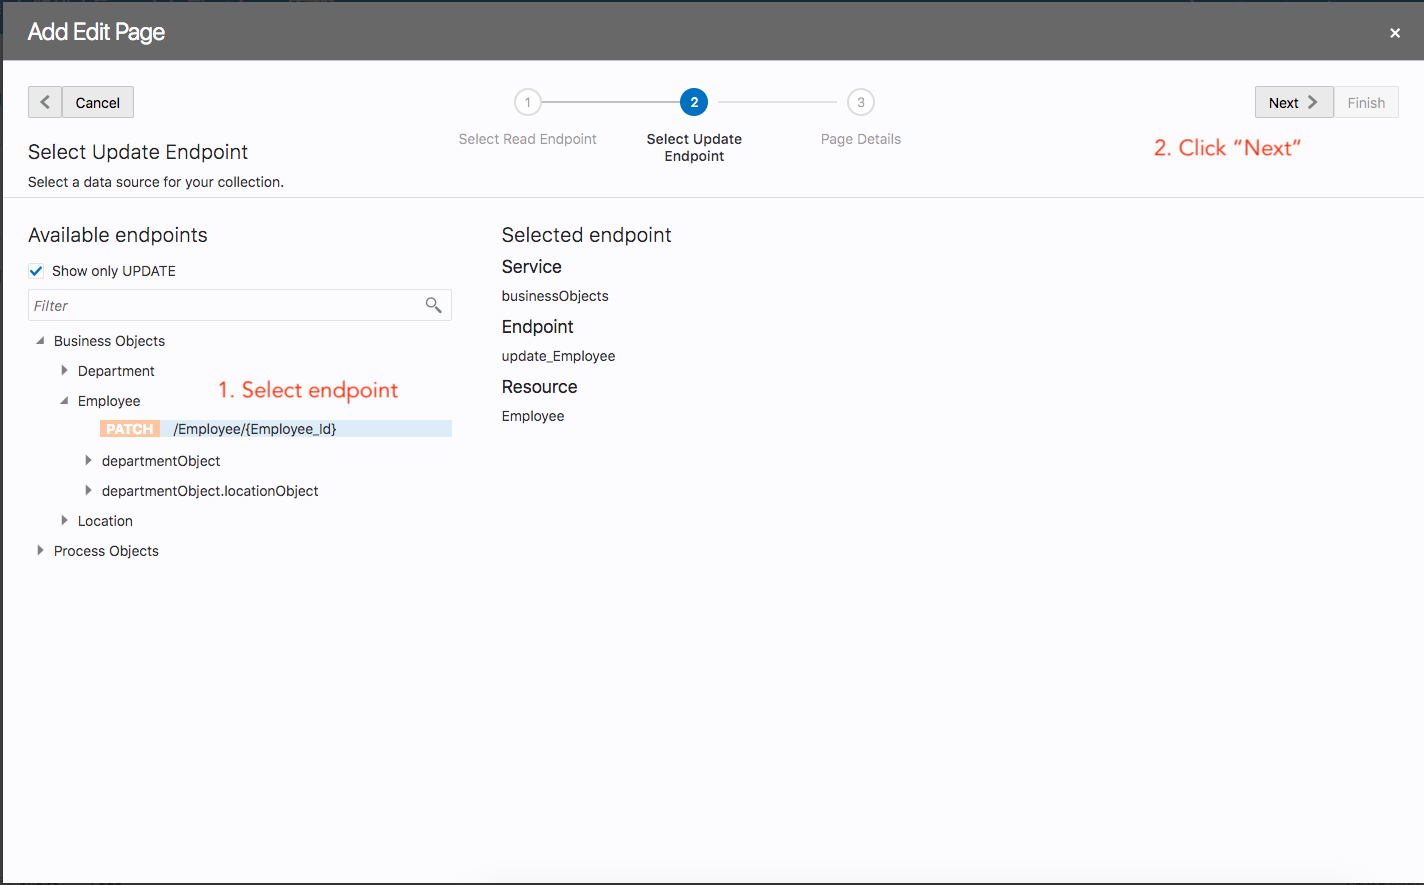 Add Edit Page
×
Cancel
1
2
3
Next
Finish
Select Read Endpoint
Select Update
Endpoint
Page Details
2. Click “Next”
Select Update Endpoint
Select a data source for your collection.
Available endpoints
Show only UPDATE
Filter
Business Objects
Department
1. Select endpoint
Employee
PATCH /Employee/{Employee_Id}
departmentObject
departmentObject.locationObject
Location
Process Objects
Selected endpoint
Service
businessObjects
Endpoint
update_Employee
Resource
Employee